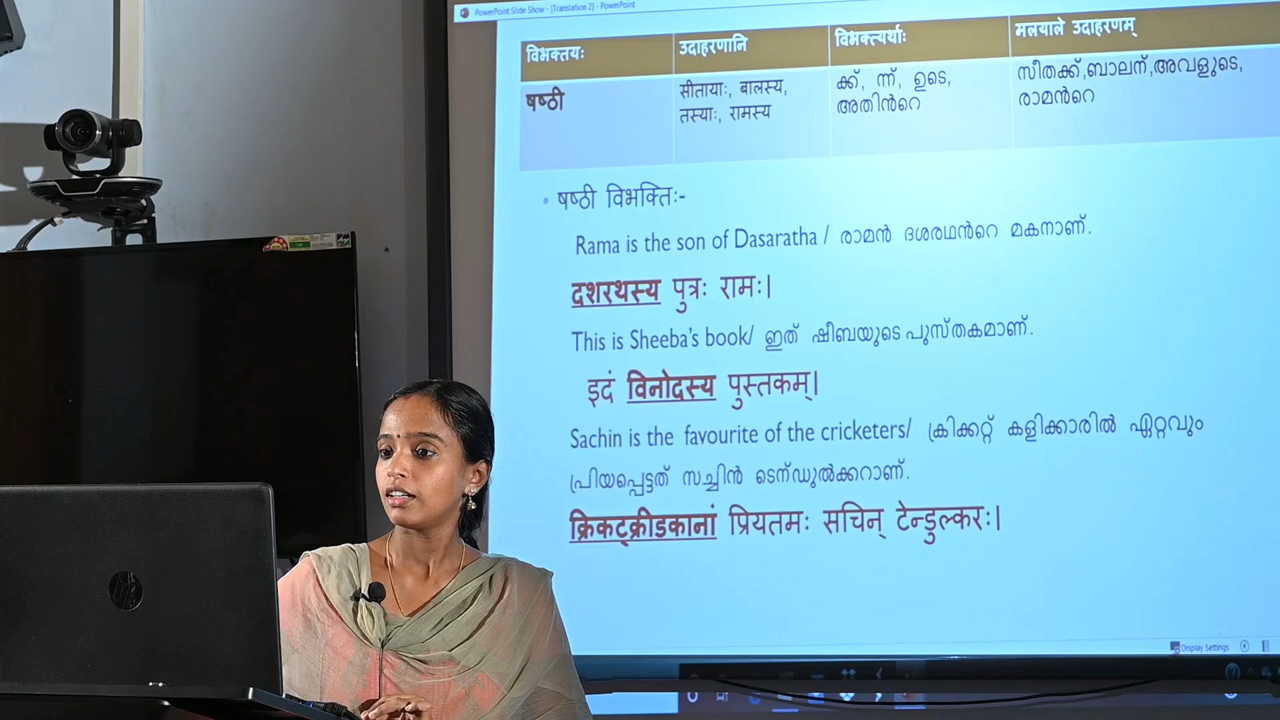 PowerPoint Slide Show - [Translation 2] - PowerPoint
विभक्तयः उदाहरणानि विभक्त्यर्थाः मलयाले उदाहरणम्
षष्ठी सीतायाः, बालस्य, ക്ക്, ന്ന്, ഉടെ, സീതക്ക്,ബാലന്,അവളുടെ,
तस्याः, रामस्य അതിൻറെ രാമൻറെ
• षष्ठी विभक्तिः-
Rama is the son of Dasaratha / രാമൻ ദശരഥൻറെ മകനാണ്.
दशरथस्य पुत्रः रामः।
This is Sheeba's book/ ഇത് ഷീബയുടെ പുസ്തകമാണ്.
इदं विनोदस्य पुस्तकम्।
Sachin is the favourite of the cricketers/ ക്രിക്കറ്റ് കളിക്കാരിൽ ഏറ്റവും
പ്രിയപ്പെട്ടത് സച്ചിൻ ടെന്ഡുൽക്കറാണ്.
क्रिकट्क्रीडकानां प्रियतमः सचिन् टेन्डुल्करः।
Display Settings
hp